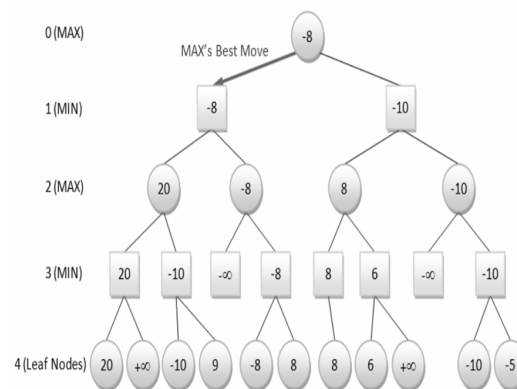 0 (MAX)
-8
MAX's Best Move
1 (MIN)
-8 -10
2 (MAX)
20 -8 8 -10
3 (MIN)
20 -10 -∞ -8 8 6 -∞ -10
4 (Leaf Nodes) 20 +∞ -10 9 -8 8 8 6 +∞ -10 -5